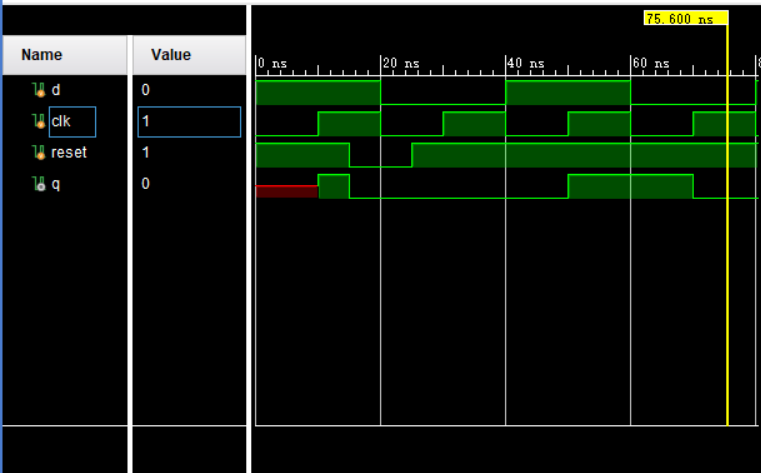 75.600 ns
Name Value
0 ns 20 ns 40 ns 60 ns 8
d 0
clk 1
reset 1
q 0